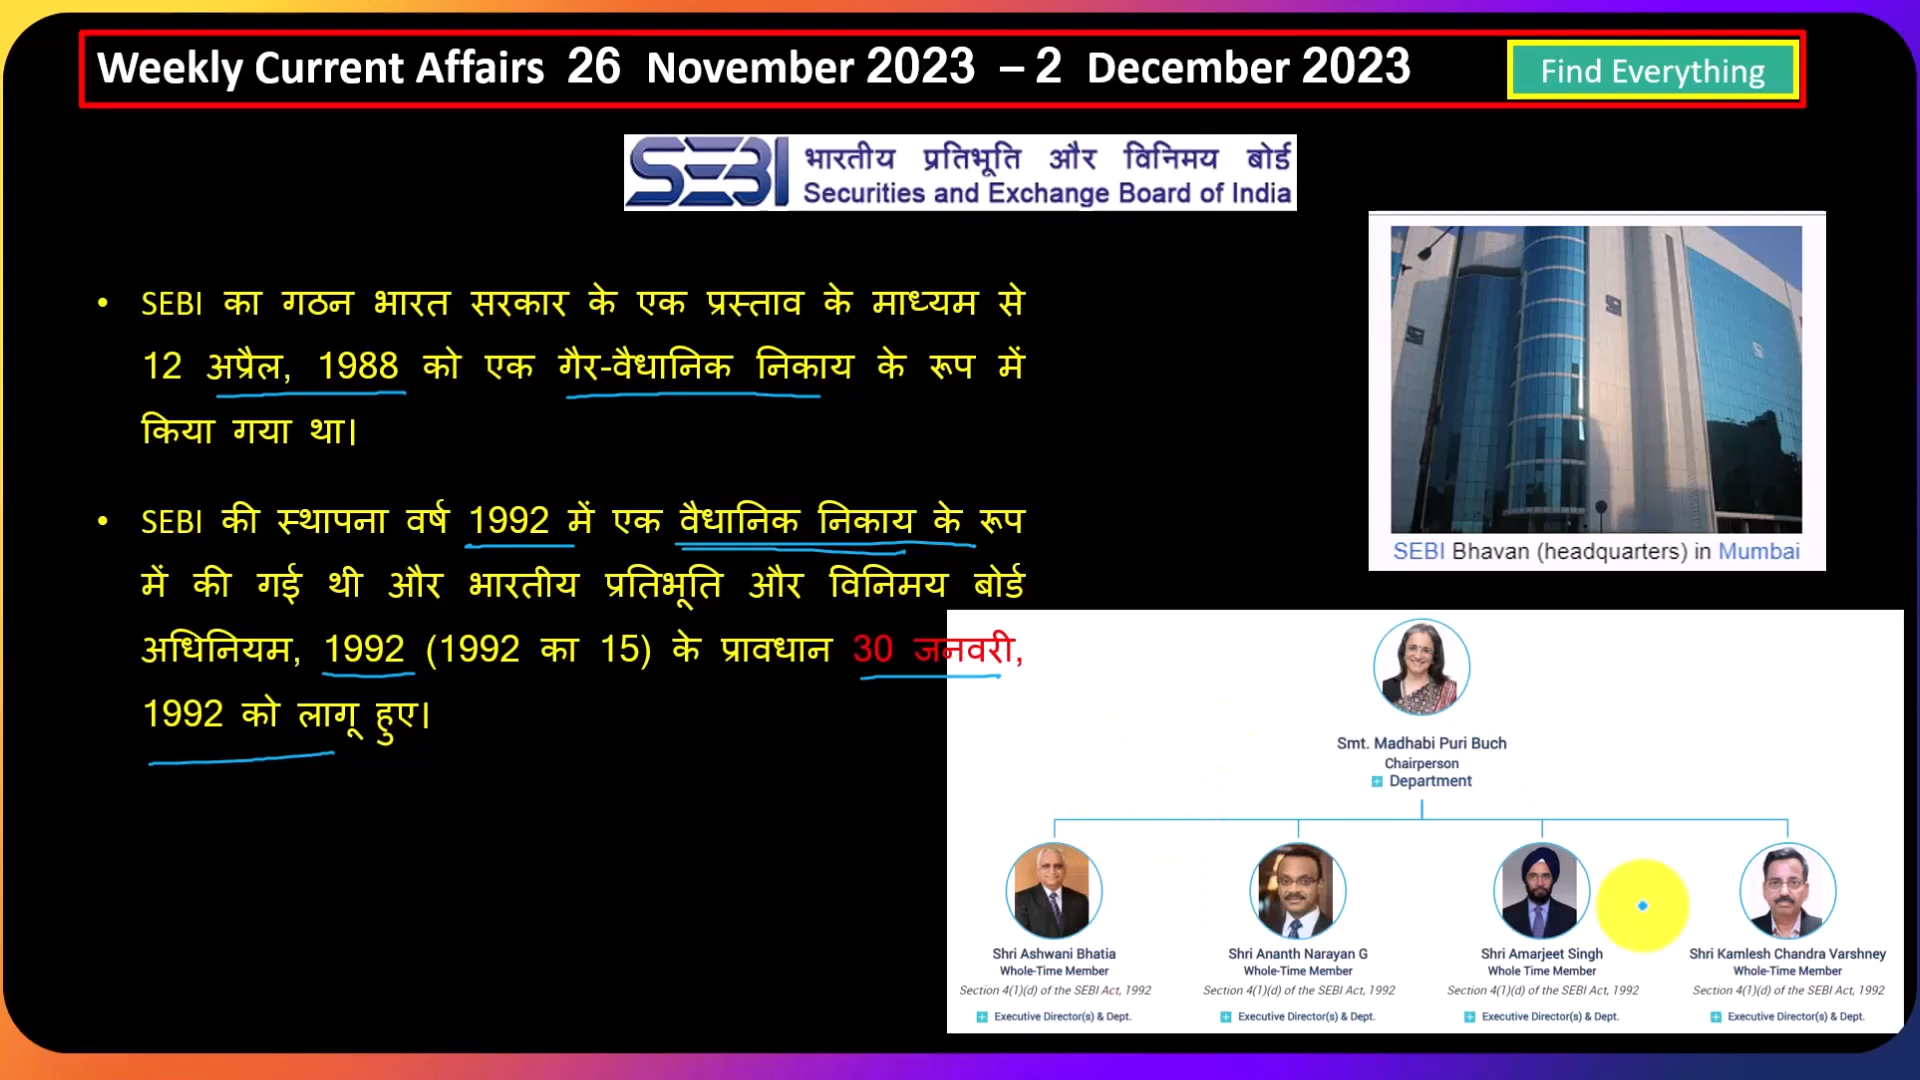 Weekly Current Affairs 26 November 2023 – 2 December 2023
Find Everything
SEBI भारतीय प्रतिभूति और विनिमय बोर्ड
Securities and Exchange Board of India
• SEBI का गठन भारत सरकार के एक प्रस्ताव के माध्यम से
12 अप्रैल, 1988 को एक गैर-वैधानिक निकाय के रूप में
किया गया था।
• SEBI की स्थापना वर्ष 1992 में एक वैधानिक निकाय के रूप
में की गई थी और भारतीय प्रतिभूति और विनिमय बोर्ड
अधिनियम, 1992 (1992 का 15) के प्रावधान 30 जनवरी,
1992 को लागू हुए।
SEBI Bhavan (headquarters) in Mumbai
Smt. Madhabi Puri Buch
Chairperson
Department
Shri Ashwani Bhatia
Whole-Time Member
Section 4(1)(d) of the SEBI Act, 1992
Executive Director(s) & Dept.
Shri Ananth Narayan G
Whole-Time Member
Section 4(1)(d) of the SEBI Act, 1992
Executive Director(s) & Dept.
Shri Amarjeet Singh
Whole Time Member
Section 4(1)(d) of the SEBI Act, 1992
Executive Director(s) & Dept.
Shri Kamlesh Chandra Varshney
Whole-Time Member
Section 4(1)(d) of the SEBI Act, 1992
Executive Director(s) & Dept.